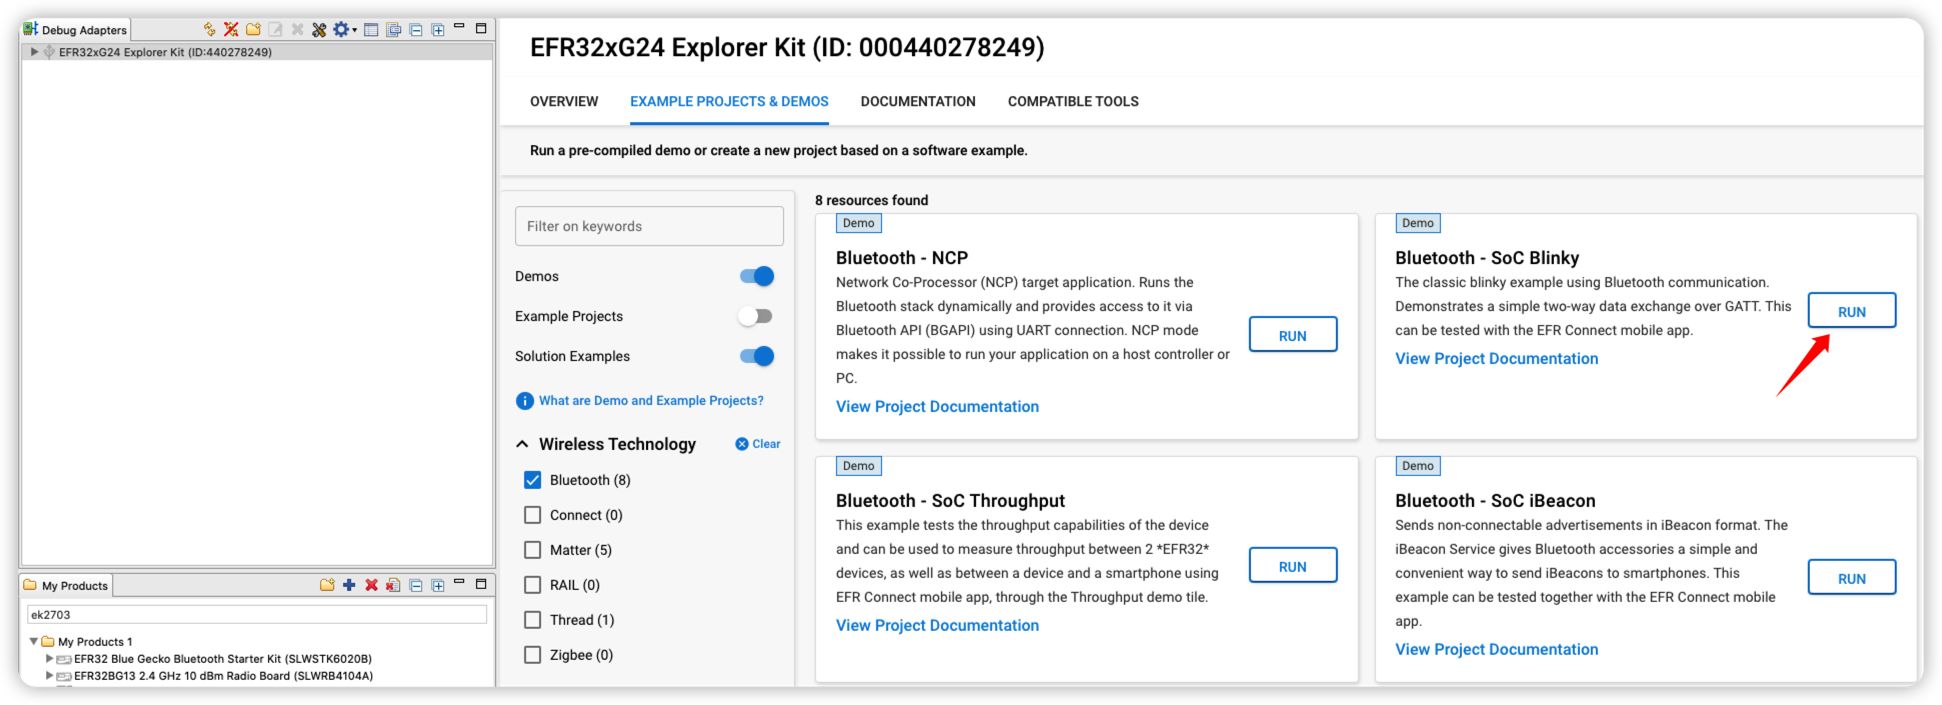 Debug Adapters
EFR32xG24 Explorer Kit (ID:440278249)
My Products
ek2703
My Products 1
EFR32 Blue Gecko Bluetooth Starter Kit (SLWSTK6020B)
EFR32BG13 2.4 GHz 10 dBm Radio Board (SLWRB4104A)
EFR32xG24 Explorer Kit (ID: 000440278249)
OVERVIEW
EXAMPLE PROJECTS & DEMOS
DOCUMENTATION
COMPATIBLE TOOLS
Run a pre-compiled demo or create a new project based on a software example.
Filter on keywords
Demos
Example Projects
Solution Examples
What are Demo and Example Projects?
Wireless Technology
Clear
Bluetooth (8)
Connect (0)
Matter (5)
RAIL (0)
Thread (1)
Zigbee (0)
8 resources found
Demo
Bluetooth - NCP
Network Co-Processor (NCP) target application. Runs the
Bluetooth stack dynamically and provides access to it via
Bluetooth API (BGAPI) using UART connection. NCP mode
makes it possible to run your application on a host controller or
PC.
View Project Documentation
RUN
Demo
Bluetooth - SoC Blinky
The classic blinky example using Bluetooth communication.
Demonstrates a simple two-way data exchange over GATT. This
can be tested with the EFR Connect mobile app.
View Project Documentation
RUN
Demo
Bluetooth - SoC Throughput
This example tests the throughput capabilities of the device
and can be used to measure throughput between 2 *EFR32*
devices, as well as between a device and a smartphone using
EFR Connect mobile app, through the Throughput demo tile.
View Project Documentation
RUN
Demo
Bluetooth - SoC iBeacon
Sends non-connectable advertisements in iBeacon format. The
iBeacon Service gives Bluetooth accessories a simple and
convenient way to send iBeacons to smartphones. This
example can be tested together with the EFR Connect mobile
app.
View Project Documentation
RUN